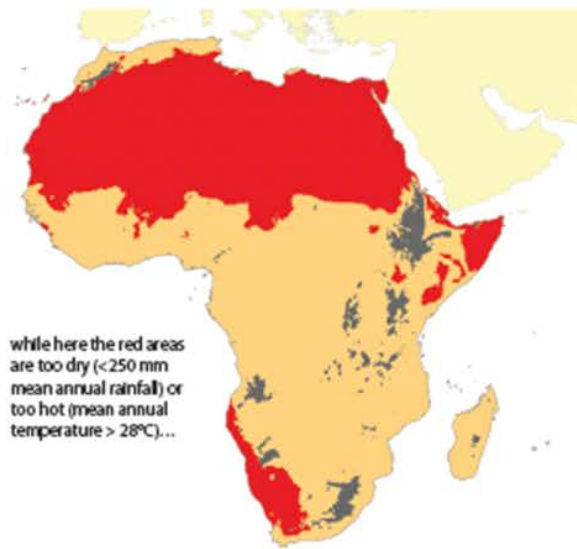 while here the red areas
are too dry (<250 mm
mean annual rainfall) or
too hot (mean annual
temperature > 28ºC)…